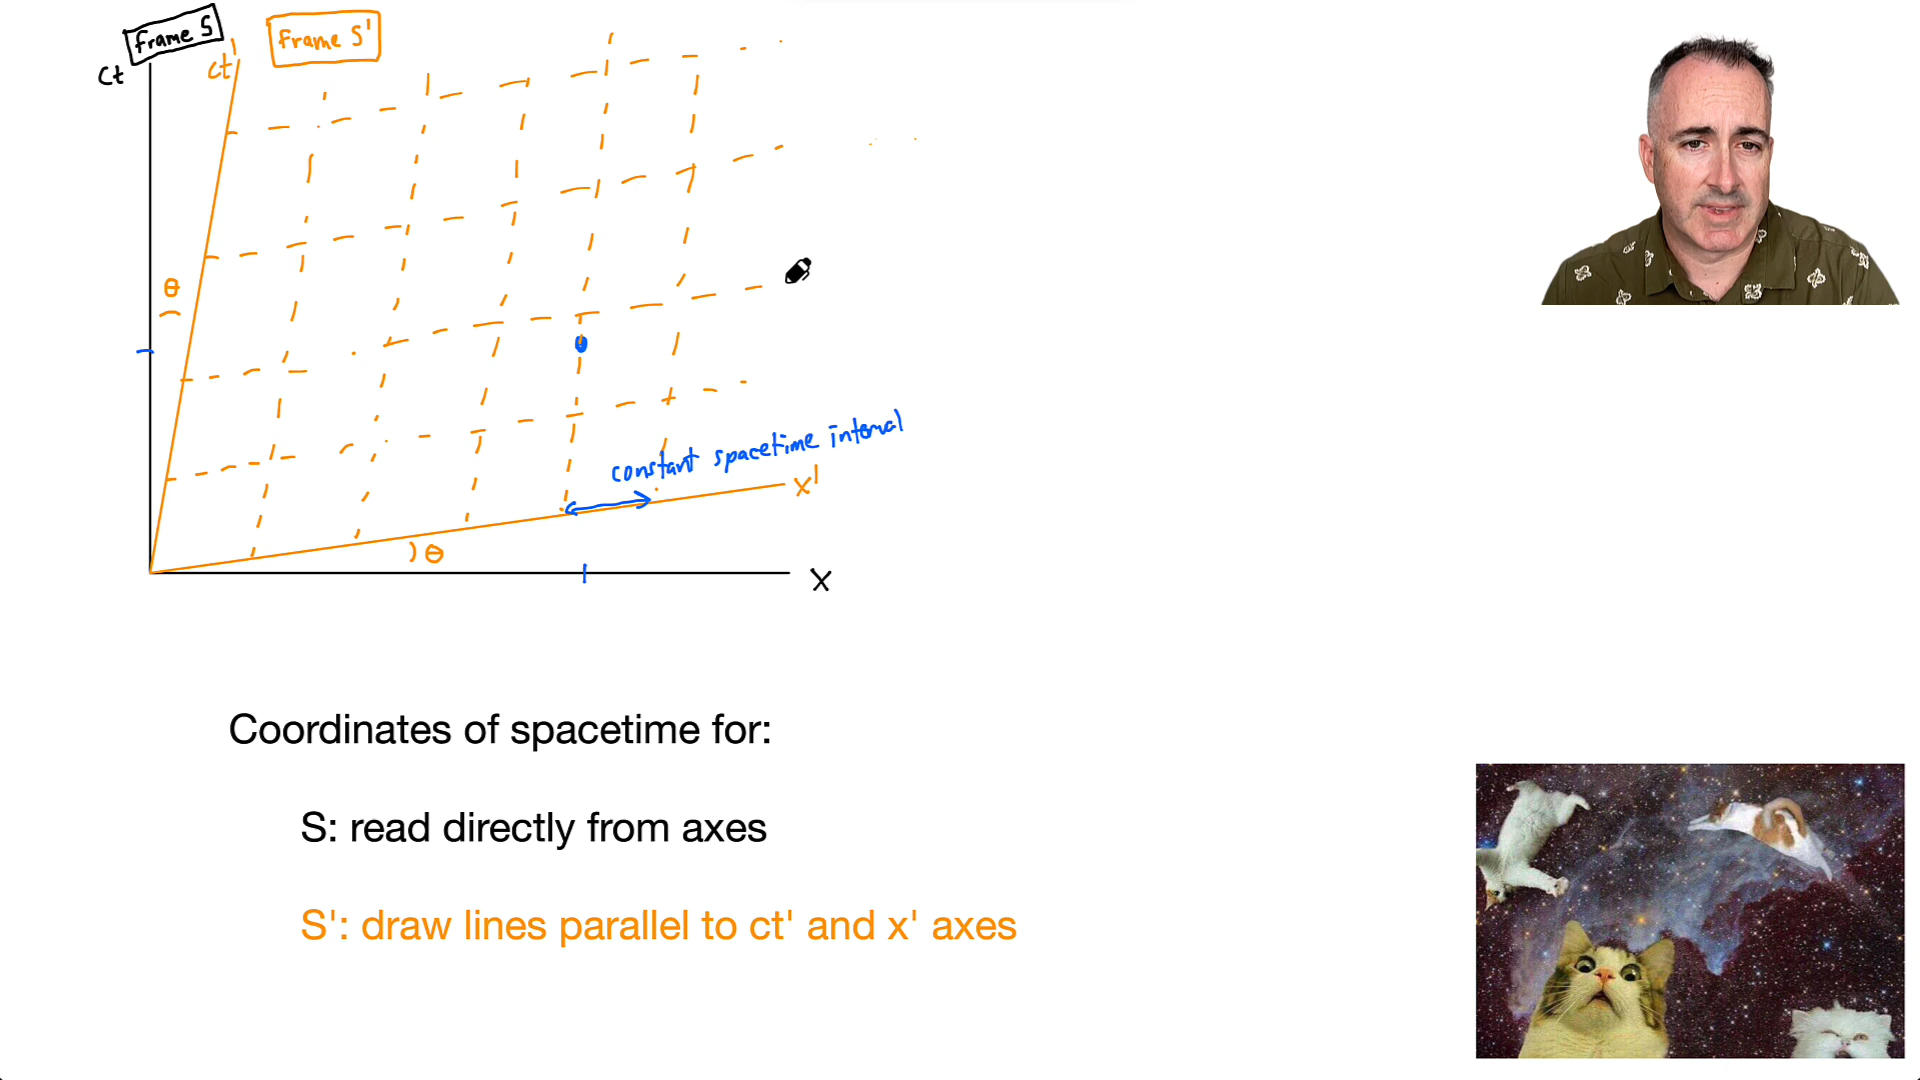 Frame S
Frame S'
ct
ct'
θ
constant spacetime interval
x'
θ
x
Coordinates of spacetime for:
S: read directly from axes
S': draw lines parallel to ct' and x' axes